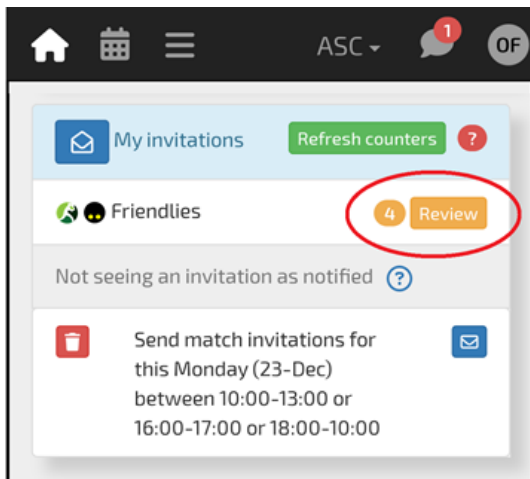 ASC 1 OF
My invitations Refresh counters ?
Friendlies 4 Review
Not seeing an invitation as notified ?
Send match invitations for
this Monday (23-Dec)
between 10:00-13:00 or
16:00-17:00 or 18:00-10:00